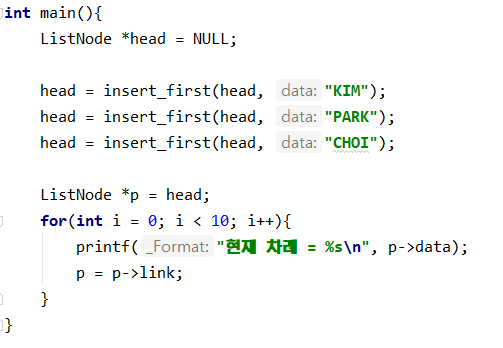 int main(){
ListNode *head = NULL;
head = insert_first(head, data: "KIM");
head = insert_first(head, data: "PARK");
head = insert_first(head, data: "CHOI");
ListNode *p = head;
for(int i = 0; i < 10; i++){
printf( _Format: "현재 차례 = %s\n", p->data);
p = p->link;
}
}